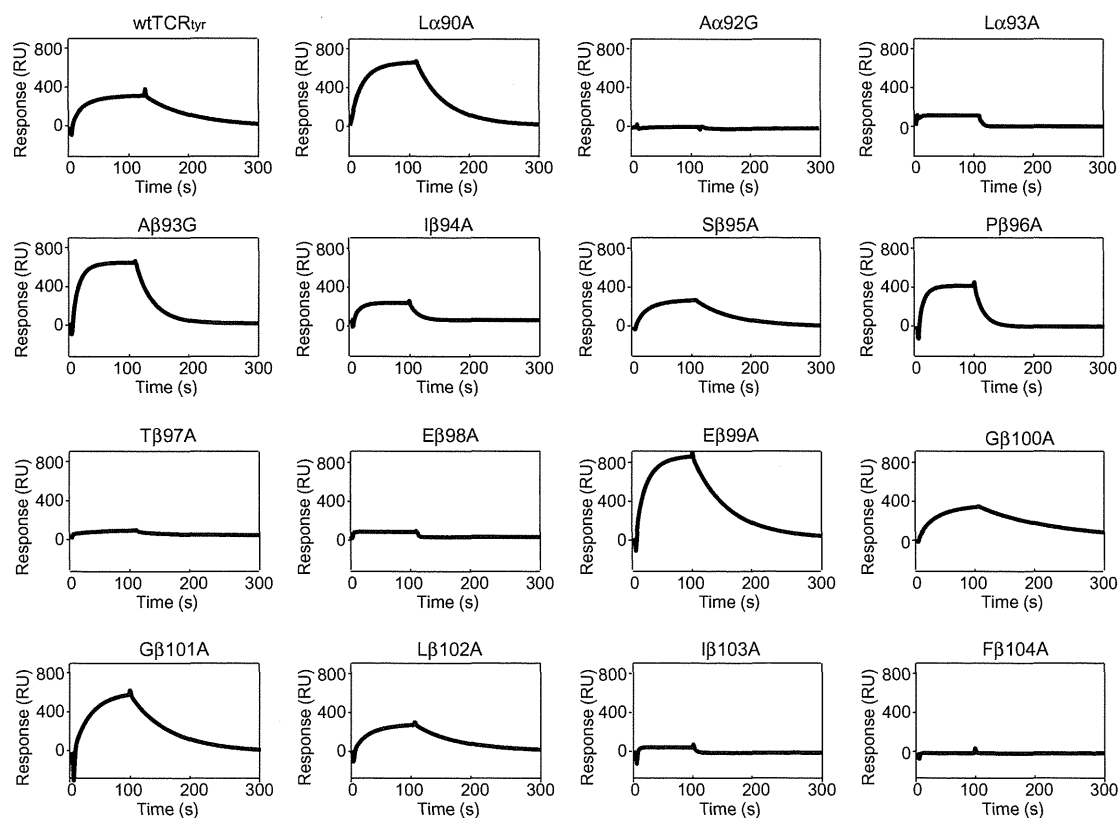 wtTCRtyr
Lα90A
Aα92G
Lα93A
Response (RU)
800
400
0
0
100
200
300
Time (s)
Response (RU)
800
400
0
0
100
200
300
Time (s)
Response (RU)
800
400
0
0
100
200
300
Time (s)
Response (RU)
800
400
0
0
100
200
300
Time (s)
Aβ93G
Iβ94A
Sβ95A
Pβ96A
Response (RU)
800
400
0
0
100
200
300
Time (s)
Response (RU)
800
400
0
0
100
200
300
Time (s)
Response (RU)
800
400
0
0
100
200
300
Time (s)
Response (RU)
800
400
0
0
100
200
300
Time (s)
Tβ97A
Eβ98A
Eβ99A
Gβ100A
Response (RU)
800
400
0
0
100
200
300
Time (s)
Response (RU)
800
400
0
0
100
200
300
Time (s)
Response (RU)
800
400
0
0
100
200
300
Time (s)
Response (RU)
800
400
0
0
100
200
300
Time (s)
Gβ101A
Lβ102A
Iβ103A
Fβ104A
Response (RU)
800
400
0
0
100
200
300
Time (s)
Response (RU)
800
400
0
0
100
200
300
Time (s)
Response (RU)
800
400
0
0
100
200
300
Time (s)
Response (RU)
800
400
0
0
100
200
300
Time (s)